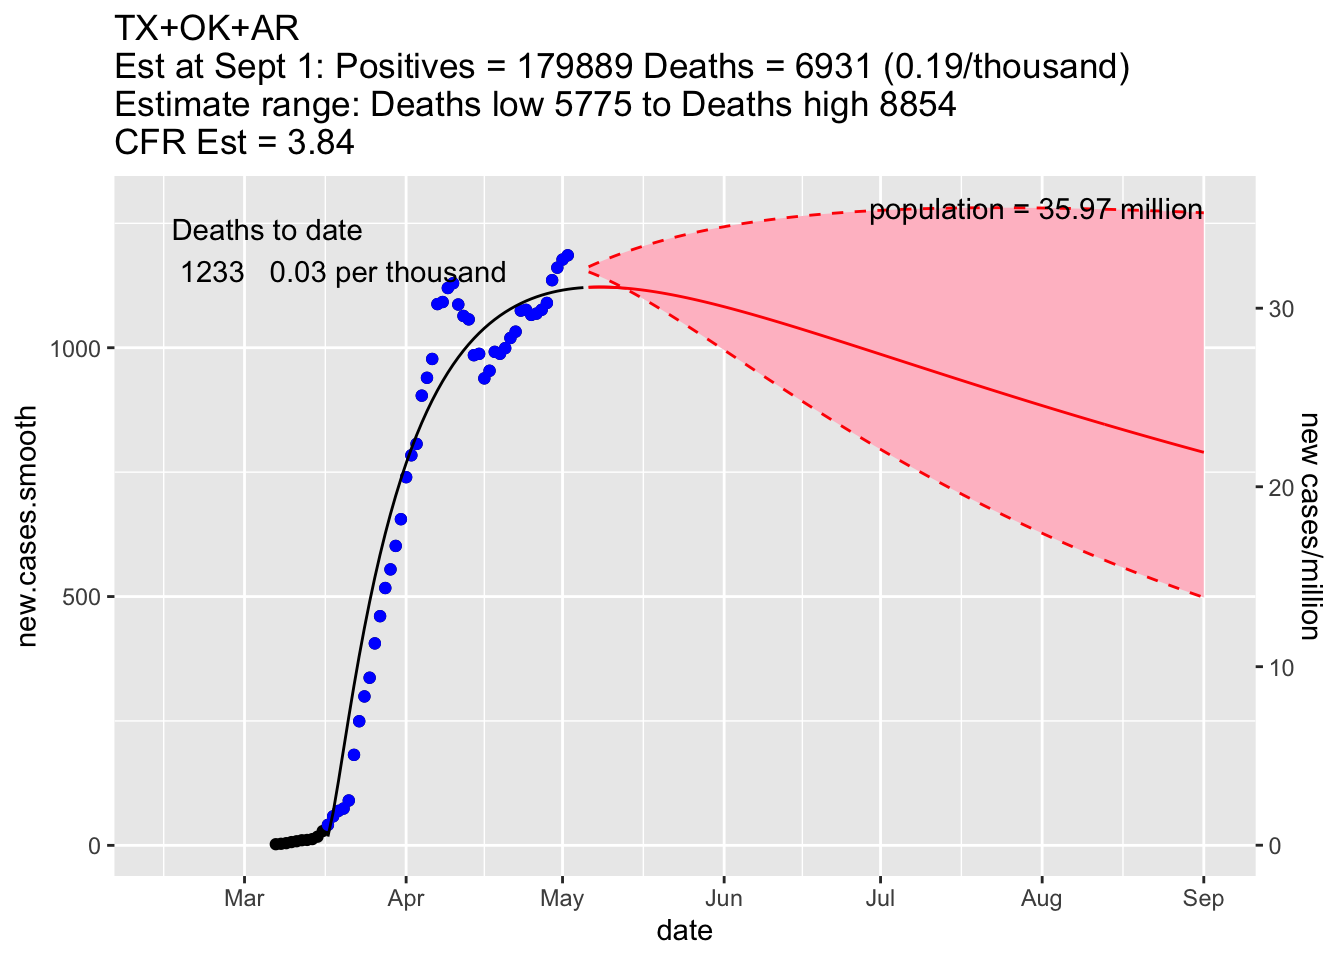 TX+OK+AR
Est at Sept 1: Positives = 179889 Deaths = 6931 (0.19/thousand)
Estimate range: Deaths low 5775 to Deaths high 8854
CFR Est = 3.84
population = 35.97 million
Deaths to date
1233 0.03 per thousand
1000
500
0
new.cases.smooth
30
20
10
0
new cases/million
Mar Apr May Jun Jul Aug Sep
date